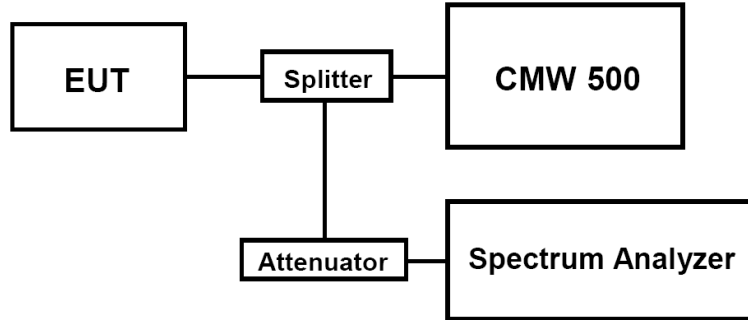 EUT
Splitter
CMW 500
Attenuator
Spectrum Analyzer